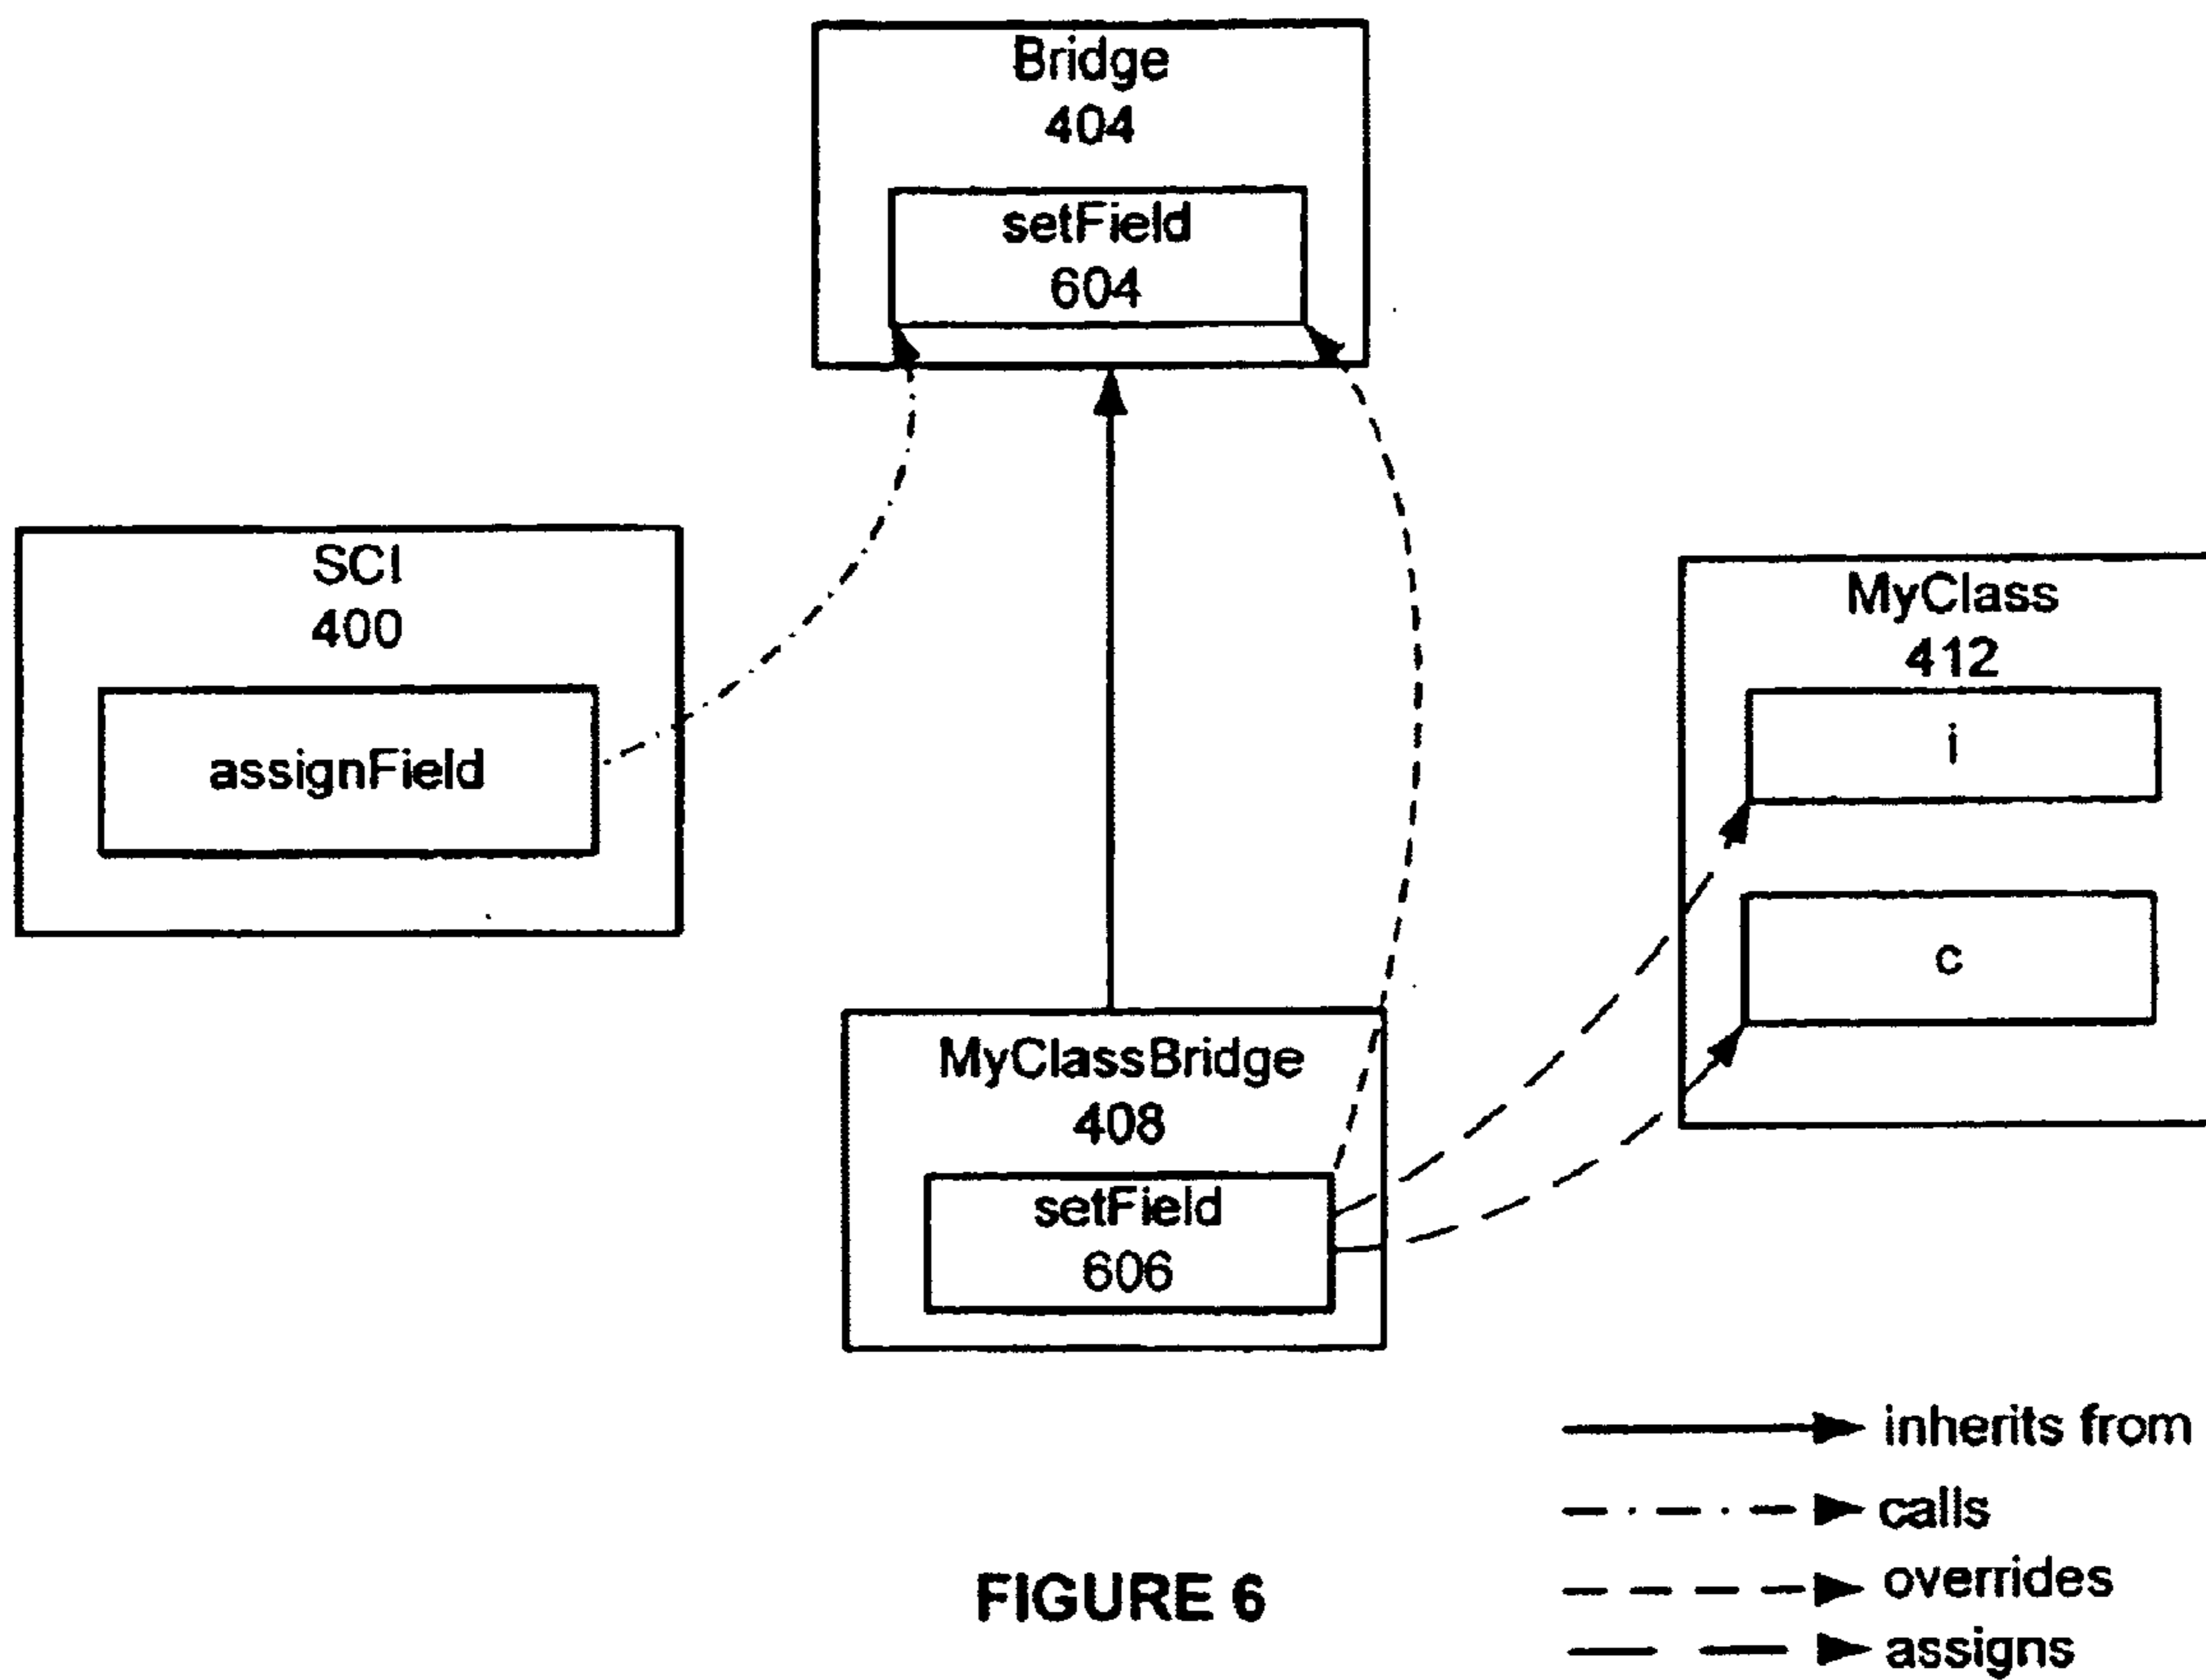 Bridge
404
setField
604
SCI
400
assignField
MyClass
412
i
c
MyClassBridge
408
setField
606
inherits from
calls
overrides
assigns
FIGURE 6